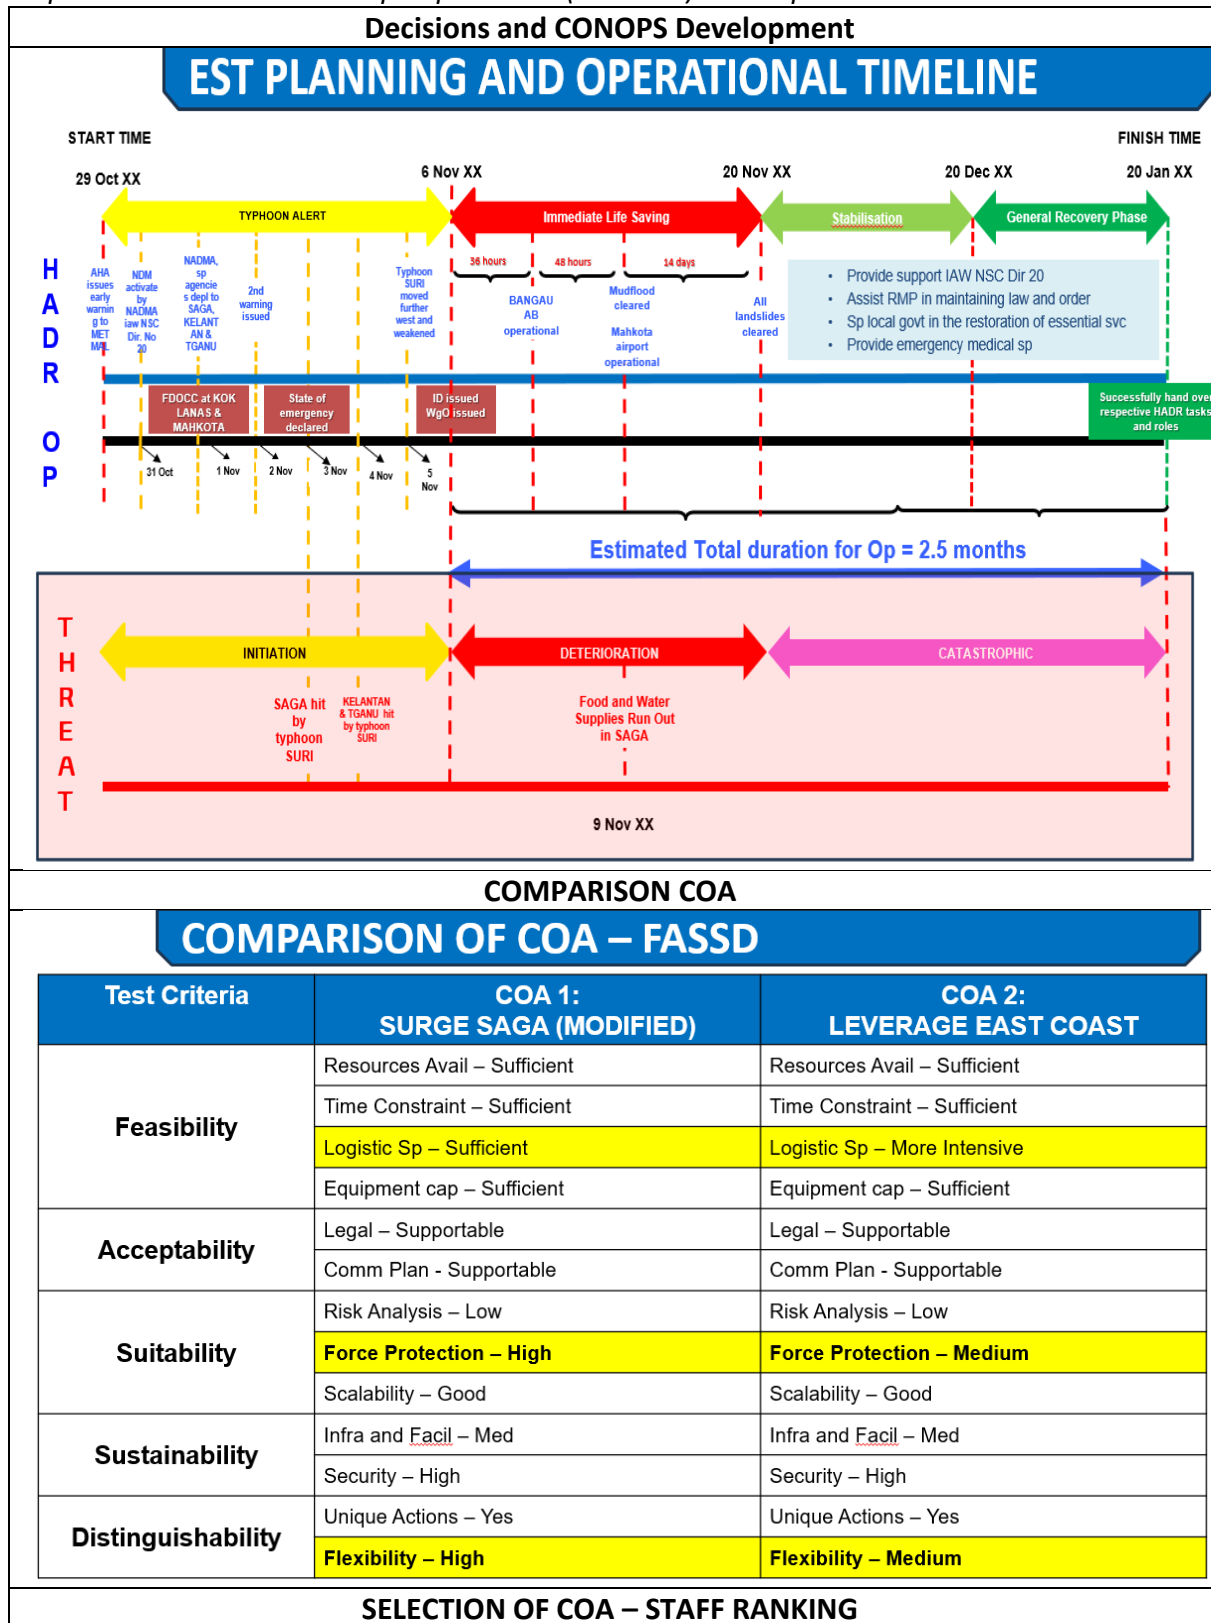 Decisions and CONOPS Development
EST PLANNING AND OPERATIONAL TIMELINE
START TIME
FINISH TIME
29 Oct XX
6 Nov XX
20 Nov XX
20 Dec XX
20 Jan XX
TYPHOON ALERT
Immediate Life Saving
Stabilisation
General Recovery Phase
H
A
D
R
O
P
AHA
issues
early
warnin
g to
MET
MAL
NDM
activate
by
NADMA
iaw NSC
Dir. No
20
NADMA,
sp
agencie
s depl to
SAGA,
KELANT
AN &
TGANU
2nd
warning
issued
Typhoon
SURI
moved
further
west and
weakened
36 hours
48 hours
14 days
BANGAU
AB
operational
Mudflood
cleared
Mahkota
airport
operational
All
landslides
cleared
• Provide support IAW NSC Dir 20
• Assist RMP in maintaining law and order
• Sp local govt in the restoration of essential svc
• Provide emergency medical sp
FDOCC at KOK
LANAS &
MAHKOTA
State of
emergency
declared
ID issued
WgO issued
Successfully hand over
respective HADR tasks
and roles
31 Oct
1 Nov
2 Nov
3 Nov
4 Nov
5
Nov
Estimated Total duration for Op = 2.5 months
T
H
R
E
A
T
INITIATION
DETERIORATION
CATASTROPHIC
SAGA hit
by
typhoon
SURI
KELANTAN
& TGANU hit
by typhoon
SURI
Food and Water
Supplies Run Out
in SAGA
9 Nov XX
COMPARISON COA
COMPARISON OF COA – FASSD
Test Criteria
COA 1:
SURGE SAGA (MODIFIED)
COA 2:
LEVERAGE EAST COAST
Feasibility
Resources Avail – Sufficient
Resources Avail – Sufficient
Time Constraint – Sufficient
Time Constraint – Sufficient
Logistic Sp – Sufficient
Logistic Sp – More Intensive
Equipment cap – Sufficient
Equipment cap – Sufficient
Acceptability
Legal – Supportable
Legal – Supportable
Comm Plan - Supportable
Comm Plan - Supportable
Suitability
Risk Analysis – Low
Risk Analysis – Low
Force Protection – High
Force Protection – Medium
Scalability – Good
Scalability – Good
Sustainability
Infra and Facil – Med
Infra and Facil – Med
Security – High
Security – High
Distinguishability
Unique Actions – Yes
Unique Actions – Yes
Flexibility – High
Flexibility – Medium
SELECTION OF COA – STAFF RANKING